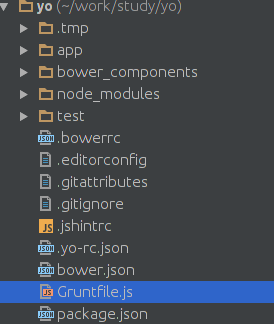 yo (~/work/study/yo)
.tmp
app
bower_components
node_modules
test
.bowerrc
.editorconfig
.gitattributes
.gitignore
.jshintrc
.yo-rc.json
bower.json
Gruntfile.js
package.json